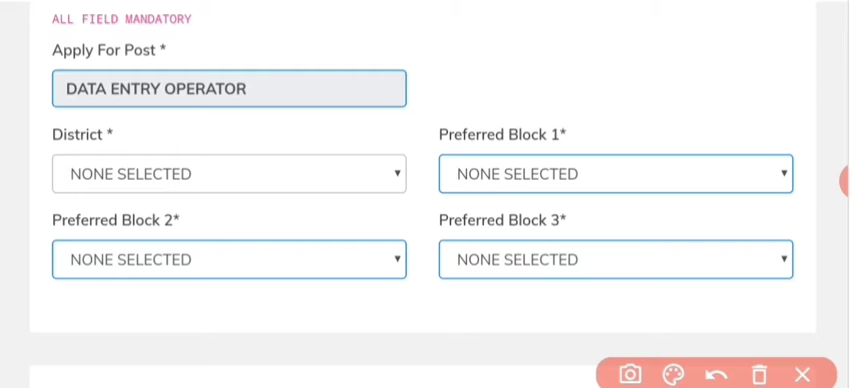 ALL FIELD MANDATORY
Apply For Post *
DATA ENTRY OPERATOR
District *
NONE SELECTED
Preferred Block 1*
NONE SELECTED
Preferred Block 2*
NONE SELECTED
Preferred Block 3*
NONE SELECTED